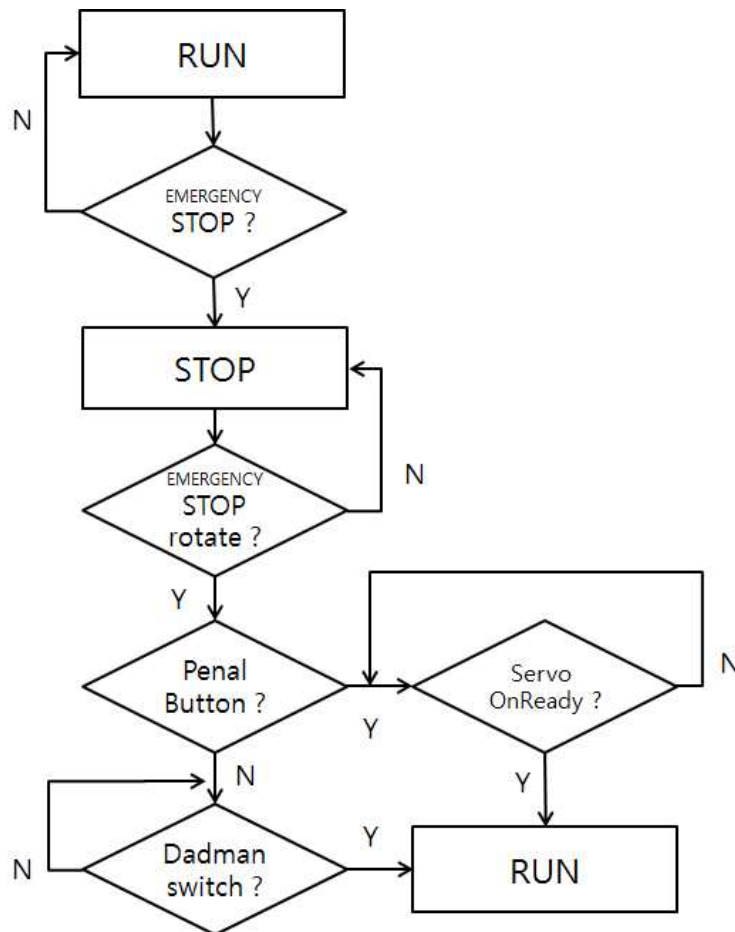 RUN
N
EMERGENCY
STOP ?
Y
STOP
N
EMERGENCY
STOP
rotate ?
Y
Penal
Button ?
Y
Servo
OnReady ?
N
N
Y
Dadman
switch ?
N
Y
RUN